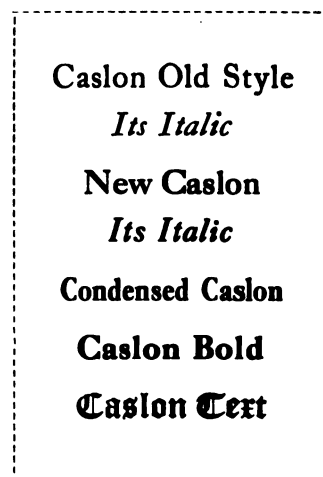 Caslon Old Style
Its Italic
New Caslon
Its Italic
Condensed Caslon
Caslon Bold
Caslon Text